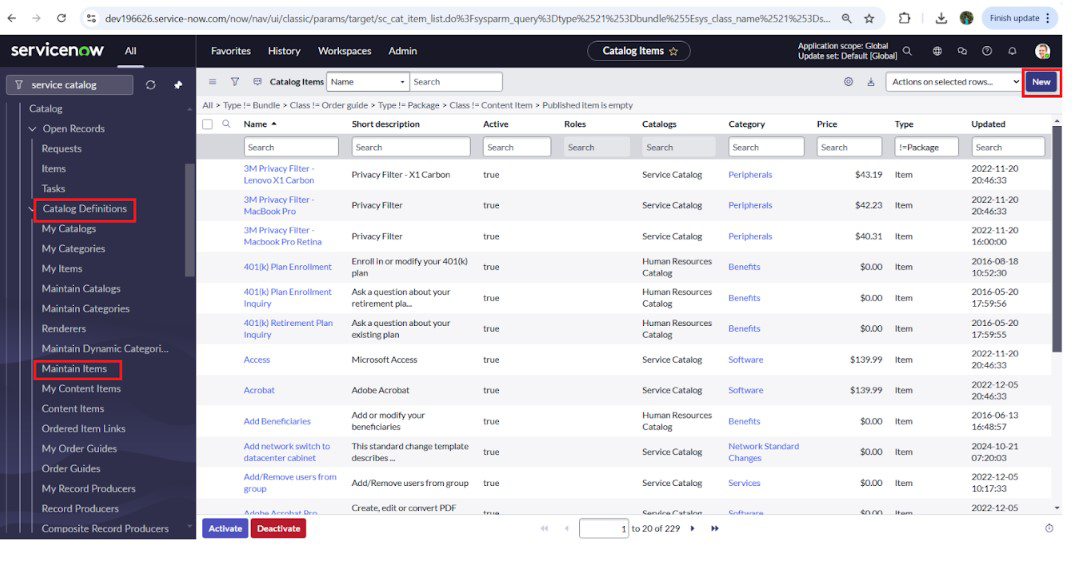 dev196626.service-now.com/now/nav/ui/classic/params/target/sc_cat_item_list.do%3Fsysparm_query%3Dtype%2521%253Dbundle%255Esys_class_name%2521%253Ds...
Finish update
servicenow All Favorites History Workspaces Admin Catalog Items Application scope: Global
Update set: Default [Global]
service catalog
Catalog
Open Records
Requests
Items
Tasks
Catalog Definitions
My Catalogs
My Categories
My Items
Maintain Catalogs
Maintain Categories
Renderers
Maintain Dynamic Categori...
Maintain Items
My Content Items
Content Items
Ordered Item Links
My Order Guides
Order Guides
My Record Producers
Record Producers
Composite Record Producers
Catalog Items Name Search Actions on selected rows... New
All > Type != Bundle > Class != Order guide > Type != Package > Class != Content Item > Published item is empty
Name Short description Active Roles Catalogs Category Price Type Updated
Search Search Search Search Search Search Search !=Package Search
3M Privacy Filter - Lenovo X1 Carbon Privacy Filter - X1 Carbon true Service Catalog Peripherals $43.19 Item 2022-11-20 20:46:33
3M Privacy Filter - MacBook Pro Privacy Filter true Service Catalog Peripherals $42.23 Item 2022-11-20 20:46:33
3M Privacy Filter - Macbook Pro Retina Privacy Filter true Service Catalog Peripherals $40.31 Item 2022-11-20 16:00:00
401(k) Plan Enrollment Enroll in or modify your 401(k) plan true Human Resources Catalog Benefits $0.00 Item 2016-08-18 10:52:30
401(k) Plan Enrollment Inquiry Ask a question about your retirement pla... true Human Resources Catalog Benefits $0.00 Item 2016-05-20 17:59:56
401(k) Retirement Plan Inquiry Ask a question about your existing plan true Human Resources Catalog Benefits $0.00 Item 2016-05-20 17:59:55
Access Microsoft Access true Service Catalog Software $139.99 Item 2022-11-20 20:46:33
Acrobat Adobe Acrobat true Service Catalog Software $139.99 Item 2022-12-05 20:46:33
Add Beneficiaries Add or modify your beneficiaries true Human Resources Catalog Benefits $0.00 Item 2016-06-13 16:48:57
Add network switch to datacenter cabinet This standard change template describes ... true Service Catalog Network Standard Changes $0.00 Item 2024-10-21 07:20:03
Add/Remove users from group Add/Remove users from group true Service Catalog Services $0.00 Item 2022-12-05 10:17:33
Adobe Acrobat Pro Create, edit or convert PDF true Service Catalog Software $0.00 Item 2022-12-05
Activate Deactivate 1 to 20 of 229